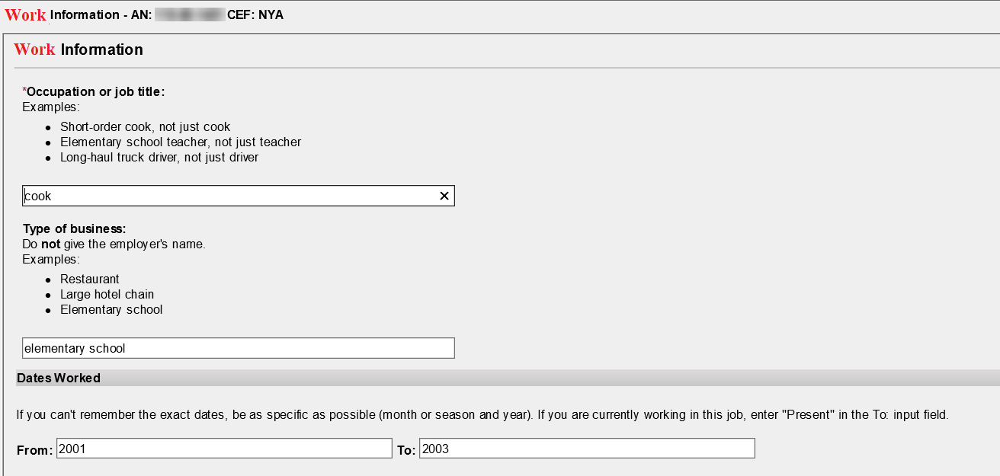 Work Information - AN: CEF: NYA
Work Information
*Occupation or job title:
Examples:
• Short-order cook, not just cook
• Elementary school teacher, not just teacher
• Long-haul truck driver, not just driver
cook ✕
Type of business:
Do not give the employer's name.
Examples:
• Restaurant
• Large hotel chain
• Elementary school
elementary school
Dates Worked
If you can't remember the exact dates, be as specific as possible (month or season and year). If you are currently working in this job, enter "Present" in the To: input field.
From: 2001 To: 2003